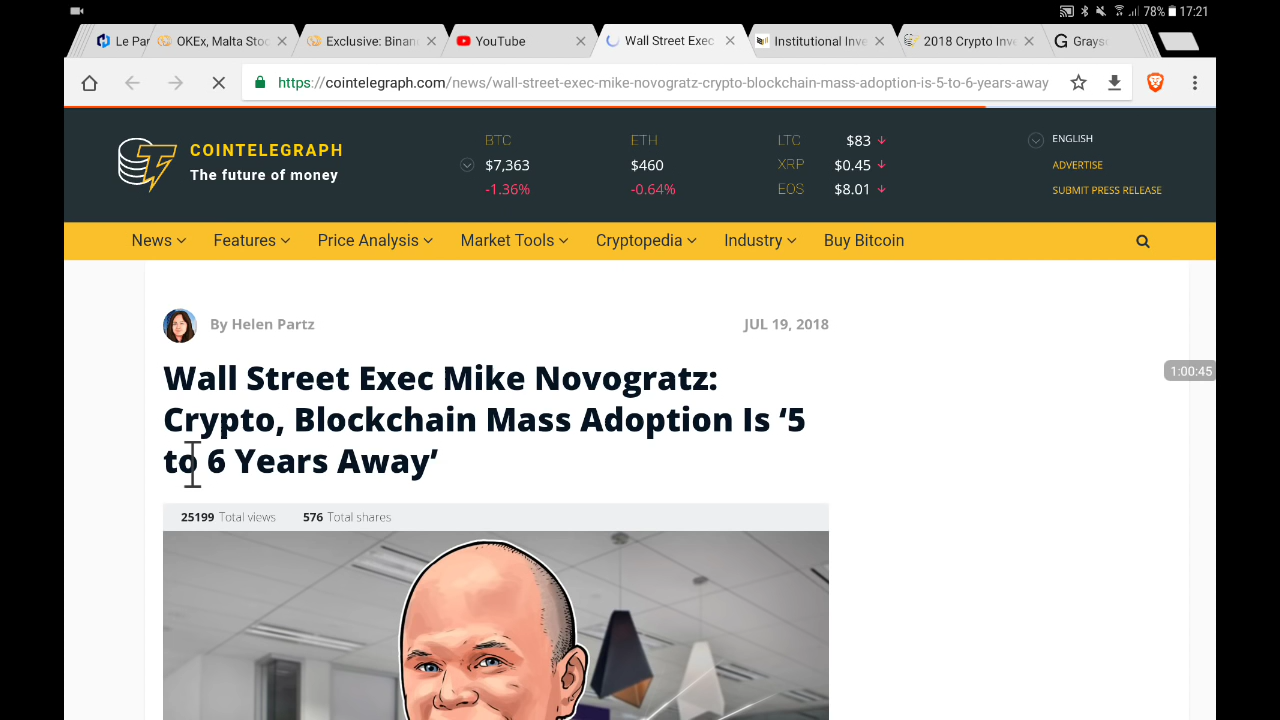 78% 17:21
Le Par
OKEx, Malta Stoc
Exclusive: Binan
YouTube
Wall Street Exec
Institutional Inve
2018 Crypto Inve
Grays
https://cointelegraph.com/news/wall-street-exec-mike-novogratz-crypto-blockchain-mass-adoption-is-5-to-6-years-away
COINTELEGRAPH
The future of money
BTC
$7,363
-1.36%
ETH
$460
-0.64%
LTC $83
XRP $0.45
EOS $8.01
ENGLISH
ADVERTISE
SUBMIT PRESS RELEASE
News Features Price Analysis Market Tools Cryptopedia Industry Buy Bitcoin
By Helen Partz
JUL 19, 2018
1:00:45
Wall Street Exec Mike Novogratz:
Crypto, Blockchain Mass Adoption Is ‘5
to 6 Years Away’
25199 Total views 576 Total shares